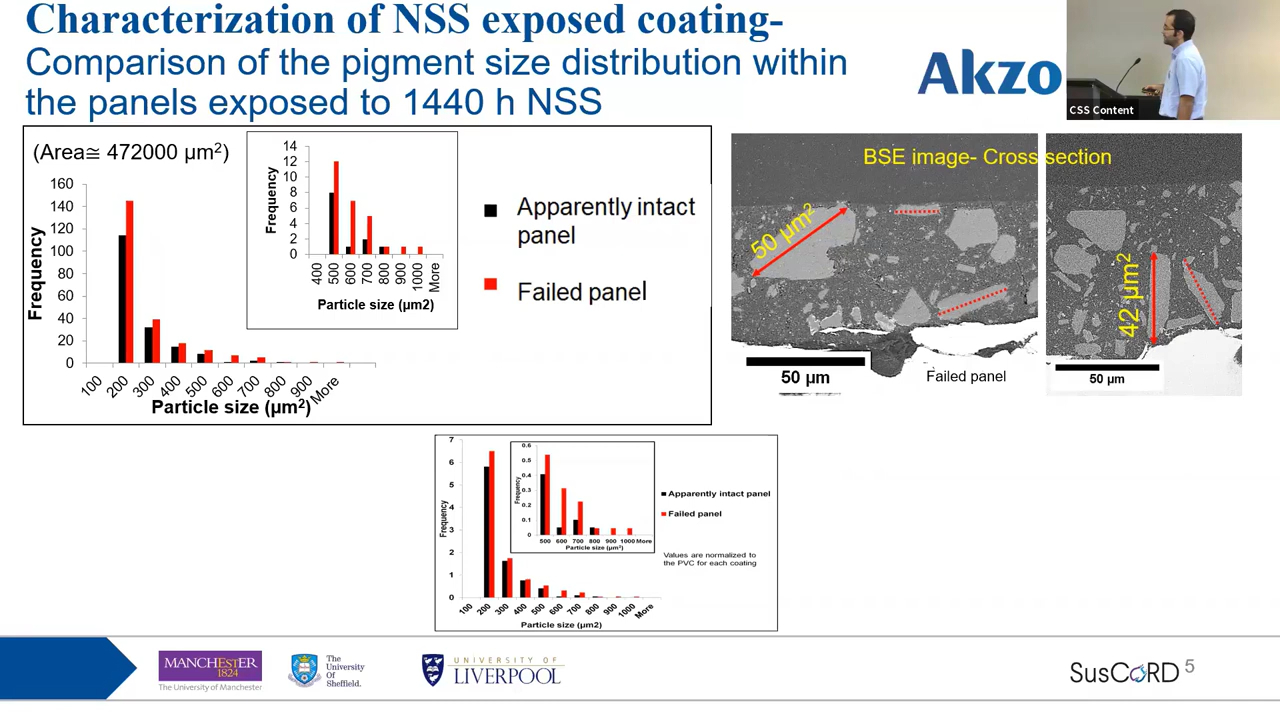 Characterization of NSS exposed coating-
Comparison of the pigment size distribution within
the panels exposed to 1440 h NSS
Akzo
CSS Content
(Area≅ 472000 µm²)
Frequency
160
140
120
100
80
60
40
20
0
100 200 300 400 500 600 700 800 900 More
Particle size (µm²)
Frequency
14
12
10
8
6
4
2
0
400 500 600 700 800 900 1000 More
Particle size (µm2)
Apparently intact
panel
Failed panel
BSE image- Cross section
50 µm²
42 µm²
50 µm
Failed panel
50 µm
Frequency
7
6
5
4
3
2
1
0
100 200 300 400 500 600 700 800 900 1000 More
Particle size (µm2)
Frequency
0.6
0.5
0.4
0.3
0.2
0.1
0
500 600 700 800 900 1000 More
Particle size (µm²)
Apparently intact panel
Failed panel
Values are normalized to
the PVC for each coating
MANCHESTER
1824
The University of Manchester
The
University
Of
Sheffield.
UNIVERSITY OF
LIVERPOOL
SusCoRD
5